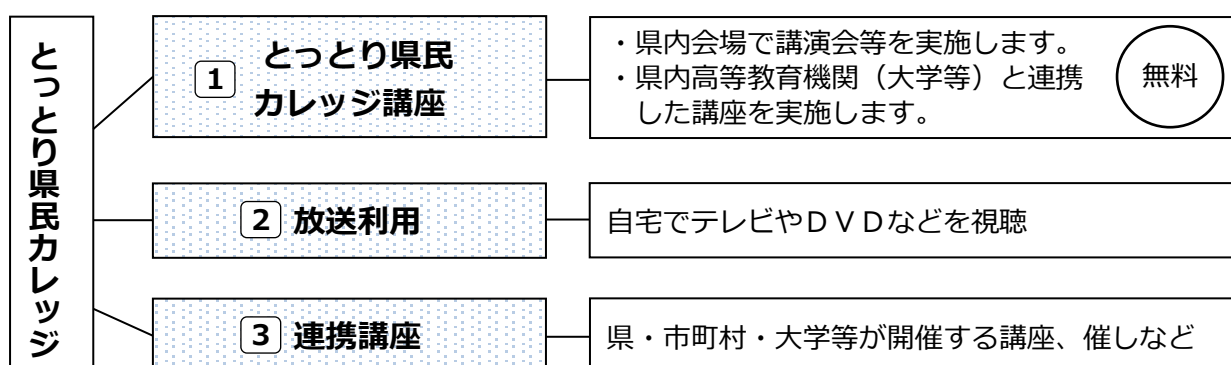 とっとり県民カレッジ
1 とっとり県民
カレッジ講座
・県内会場で講演会等を実施します。
・県内高等教育機関（大学等）と連携
した講座を実施します。
無料
2 放送利用
自宅でテレビやＤＶＤなどを視聴
3 連携講座
県・市町村・大学等が開催する講座、催しなど